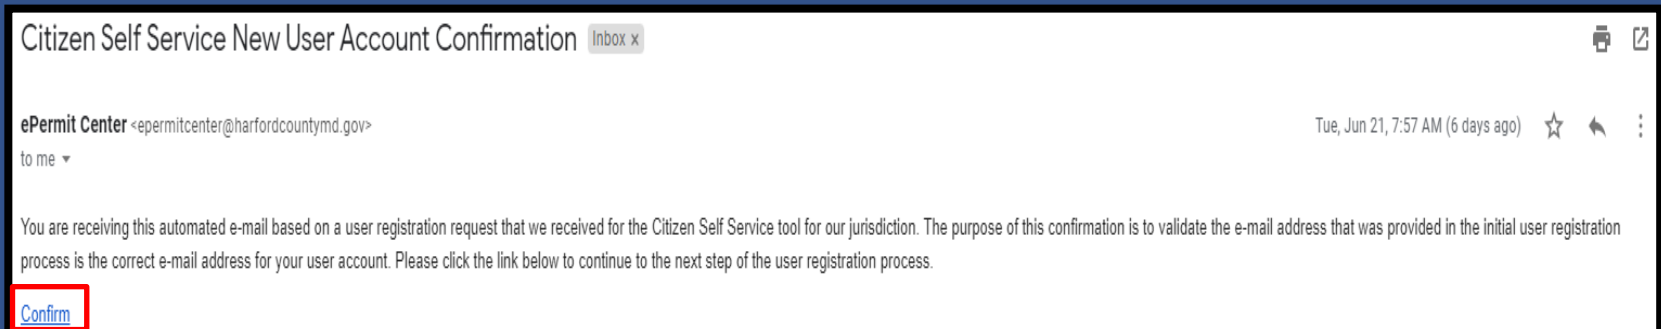 Citizen Self Service New User Account Confirmation Inbox x
ePermit Center <epermitcenter@harfordcountymd.gov> Tue, Jun 21, 7:57 AM (6 days ago)
to me
You are receiving this automated e-mail based on a user registration request that we received for the Citizen Self Service tool for our jurisdiction. The purpose of this confirmation is to validate the e-mail address that was provided in the initial user registration
process is the correct e-mail address for your user account. Please click the link below to continue to the next step of the user registration process.
Confirm